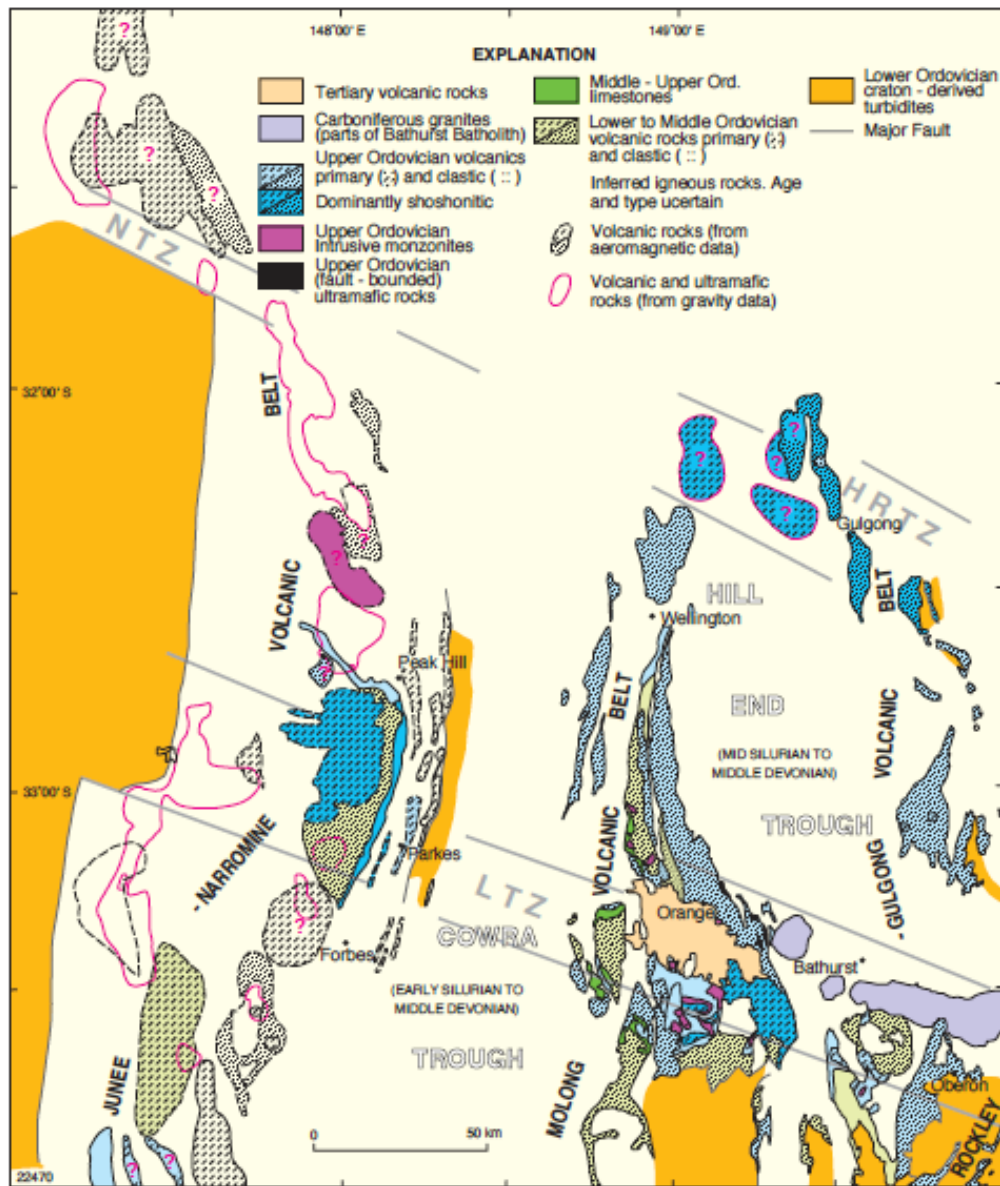 148°00' E
149°00' E
EXPLANATION
Tertiary volcanic rocks
Carboniferous granites
(parts of Bathurst Batholith)
Upper Ordovician volcanics
primary ( ) and clastic ( :: )
Dominantly shoshonitic
Upper Ordovician
Intrusive monzonites
Upper Ordovician
(fault - bounded)
ultramafic rocks
Middle - Upper Ord.
limestones
Lower to Middle Ordovician
volcanic rocks primary ( )
and clastic ( :: )
Inferred igneous rocks. Age
and type ucertain
Volcanic rocks (from
aeromagnetic data)
Volcanic and ultramafic
rocks (from gravity data)
Lower Ordovician
craton - derived
turbidites
Major Fault
?
?
?
?
NTZ
32°00' S
BELT
?
?
?
?
HRTZ
Gulgong
?
?
VOLCANIC
HILL
BELT
Wellington
?
Peak Hill
BELT
END
(MID SILURIAN TO
MIDDLE DEVONIAN)
VOLCANIC
33°00' S
TROUGH
- NARROMINE
Parkes
VOLCANIC
LTZ
- GULGONG
?
Orange
Forbes
COWRA
Bathurst
(EARLY SILURIAN TO
MIDDLE DEVONIAN)
TROUGH
JUNEE
MOLONG
Oberon
ROCKLEY
0
50 km
?
?
22470